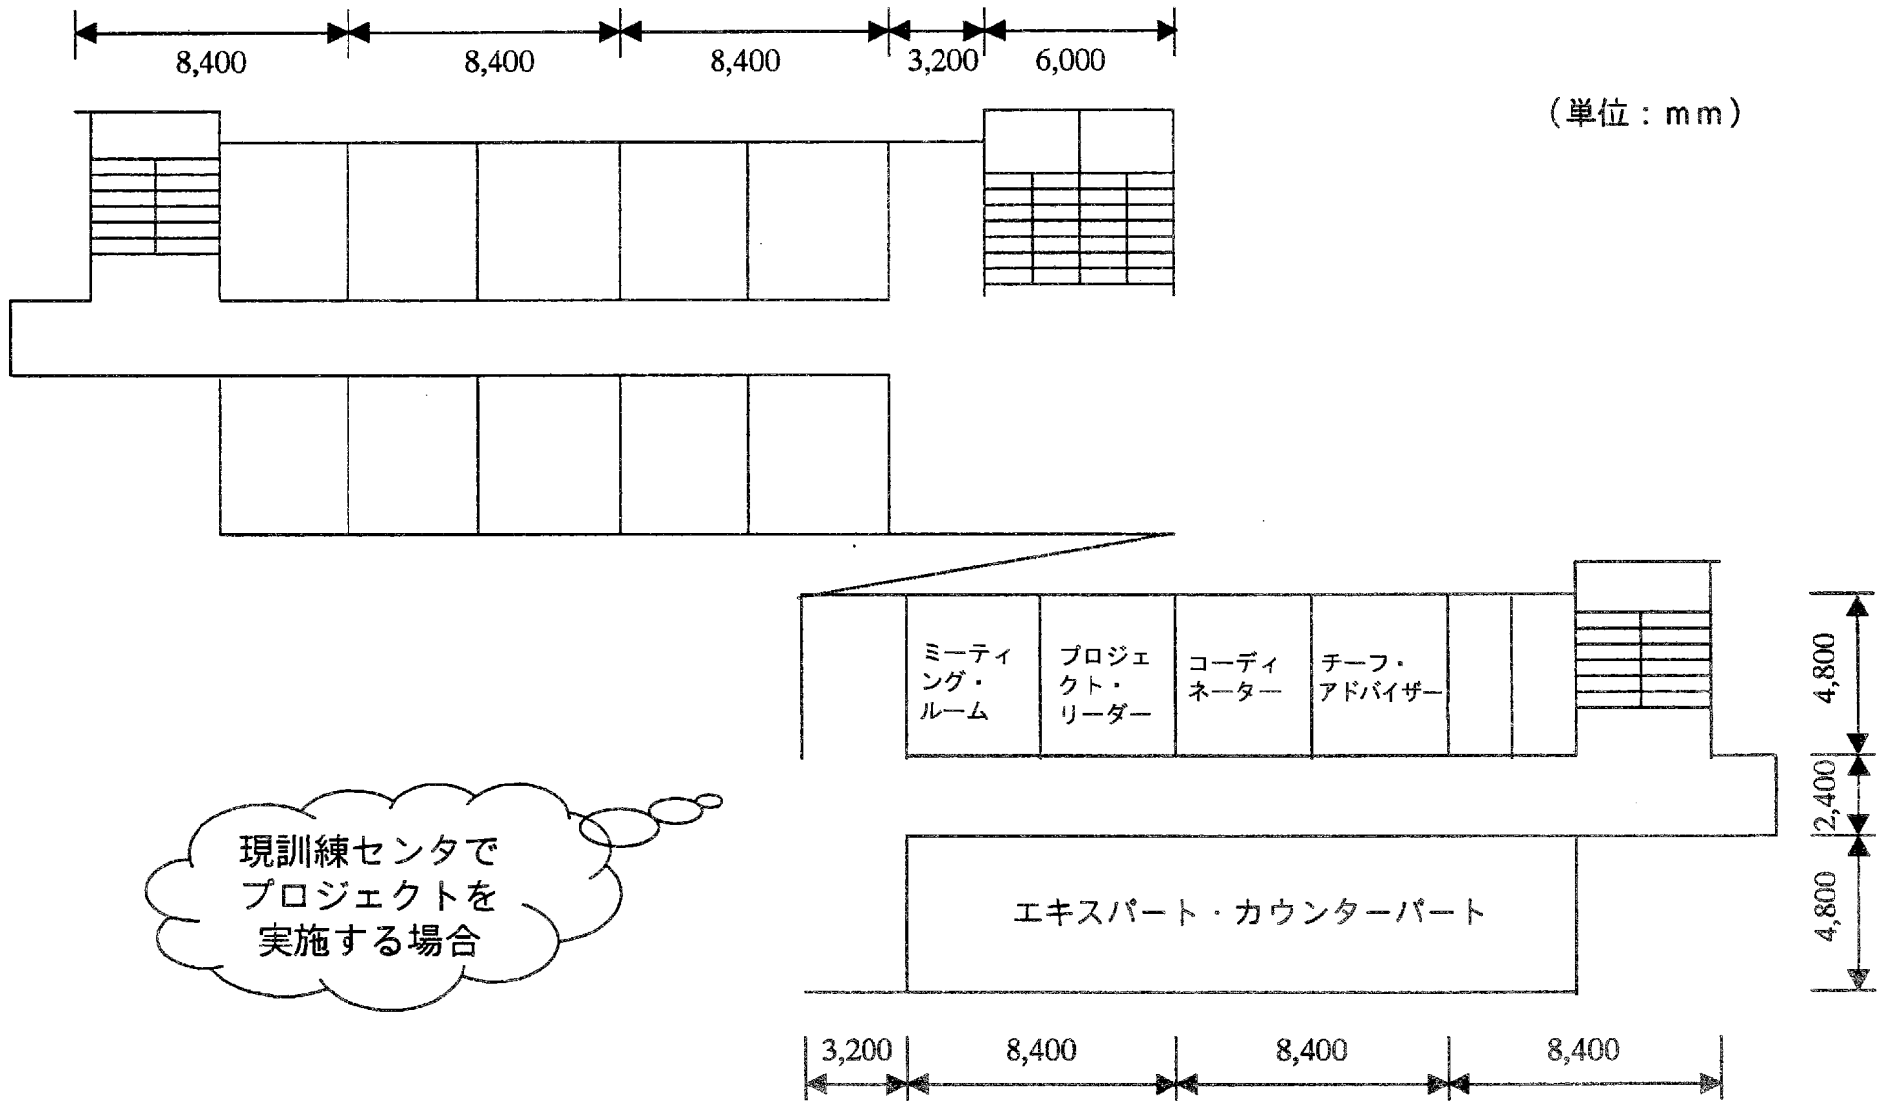 8,400
8,400
8,400
3,200
6,000
（単位：mm）
ミーティ
ング・
ルーム
プロジェ
クト・
リーダー
コーディ
ネーター
チーフ・
アドバイザー
4,800
2,400
4,800
現訓練センタで
プロジェクトを
実施する場合
エキスパート・カウンターパート
3,200
8,400
8,400
8,400